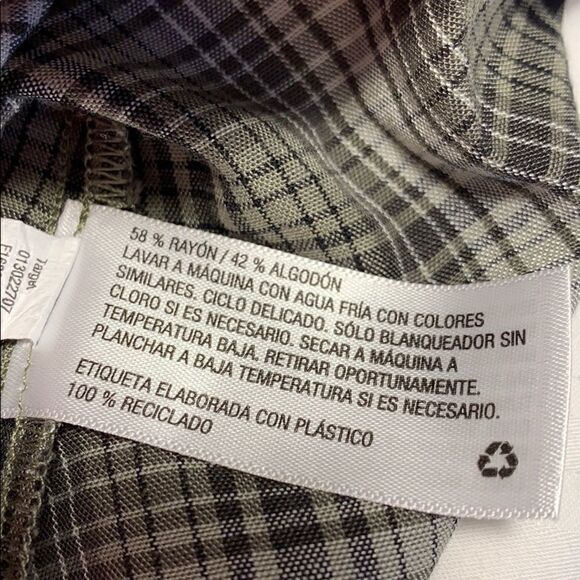 58 % RAYÓN / 42 % ALGODÓN
LAVAR A MÁQUINA CON AGUA FRÍA CON COLORES
SIMILARES. CICLO DELICADO. SÓLO BLANQUEADOR SIN
CLORO SI ES NECESARIO. SECAR A MÁQUINA A
TEMPERATURA BAJA. RETIRAR OPORTUNAMENTE.
PLANCHAR A BAJA TEMPERATURA SI ES NECESARIO.
ETIQUETA ELABORADA CON PLÁSTICO
100 % RECICLADO
Target
013022707